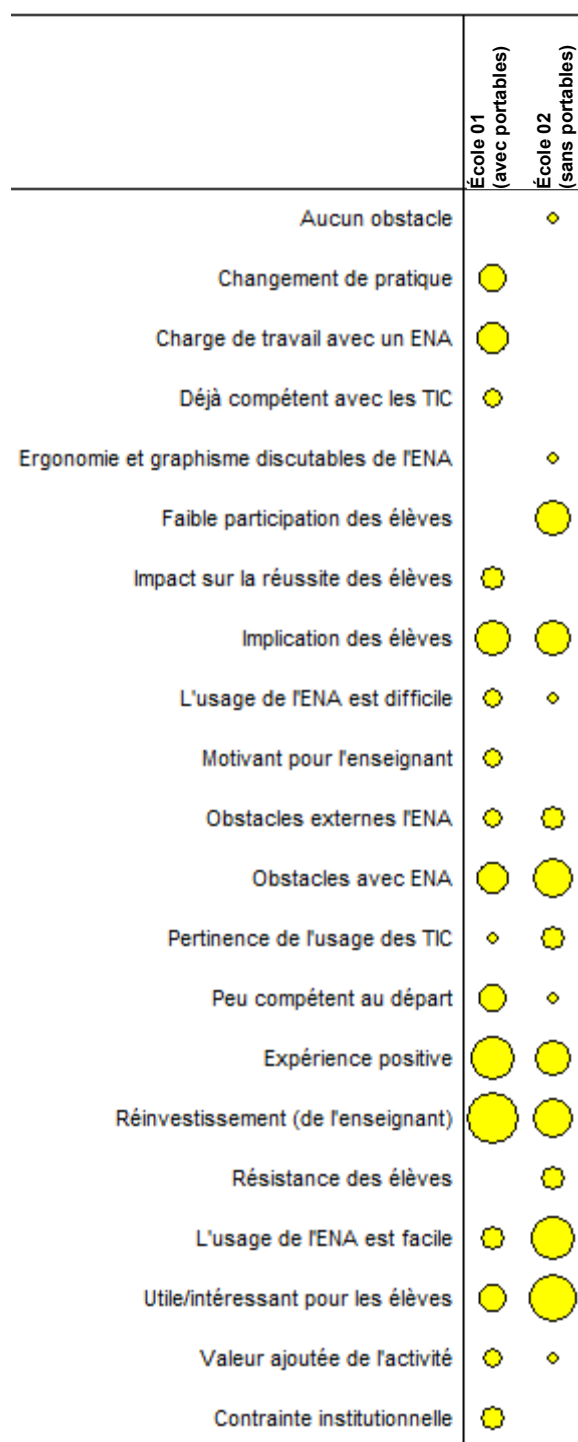 École 01
(avec portables)
École 02
(sans portables)
Aucun obstacle
Changement de pratique
Charge de travail avec un ENA
Déjà compétent avec les TIC
Ergonomie et graphisme discutables de l'ENA
Faible participation des élèves
Impact sur la réussite des élèves
Implication des élèves
L'usage de l'ENA est difficile
Motivant pour l'enseignant
Obstacles externes l'ENA
Obstacles avec ENA
Pertinence de l'usage des TIC
Peu compétent au départ
Expérience positive
Réinvestissement (de l'enseignant)
Résistance des élèves
L'usage de l'ENA est facile
Utile/intéressant pour les élèves
Valeur ajoutée de l'activité
Contrainte institutionnelle